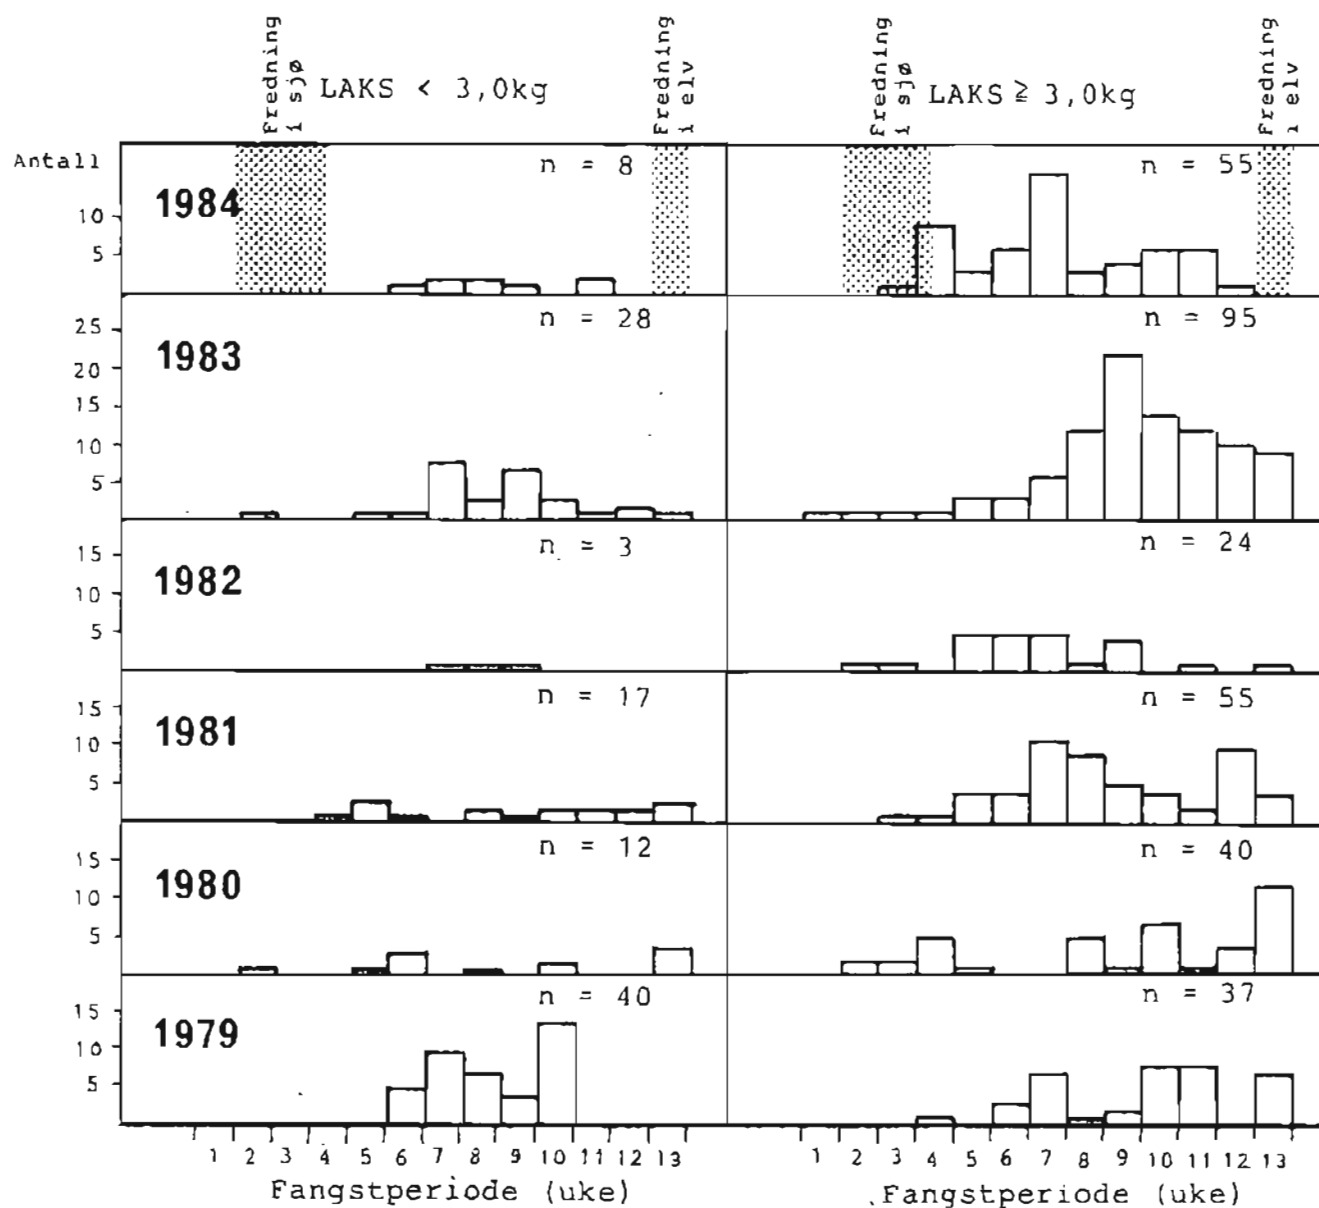 Fredning
i sjø
LAKS < 3,0kg
Fredning
i elv
Fredning
i sjø
LAKS ≧ 3,0kg
Fredning
i elv
Antall
1984
n = 8
n = 55
10
5
1983
n = 28
n = 95
25
20
15
10
5
1982
n = 3
n = 24
15
10
5
1981
n = 17
n = 55
15
10
5
1980
n = 12
n = 40
15
10
5
1979
n = 40
n = 37
15
10
5
1 2 3 4 5 6 7 8 9 10 11 12 13
1 2 3 4 5 6 7 8 9 10 11 12 13
Fangstperiode (uke)
Fangstperiode (uke)